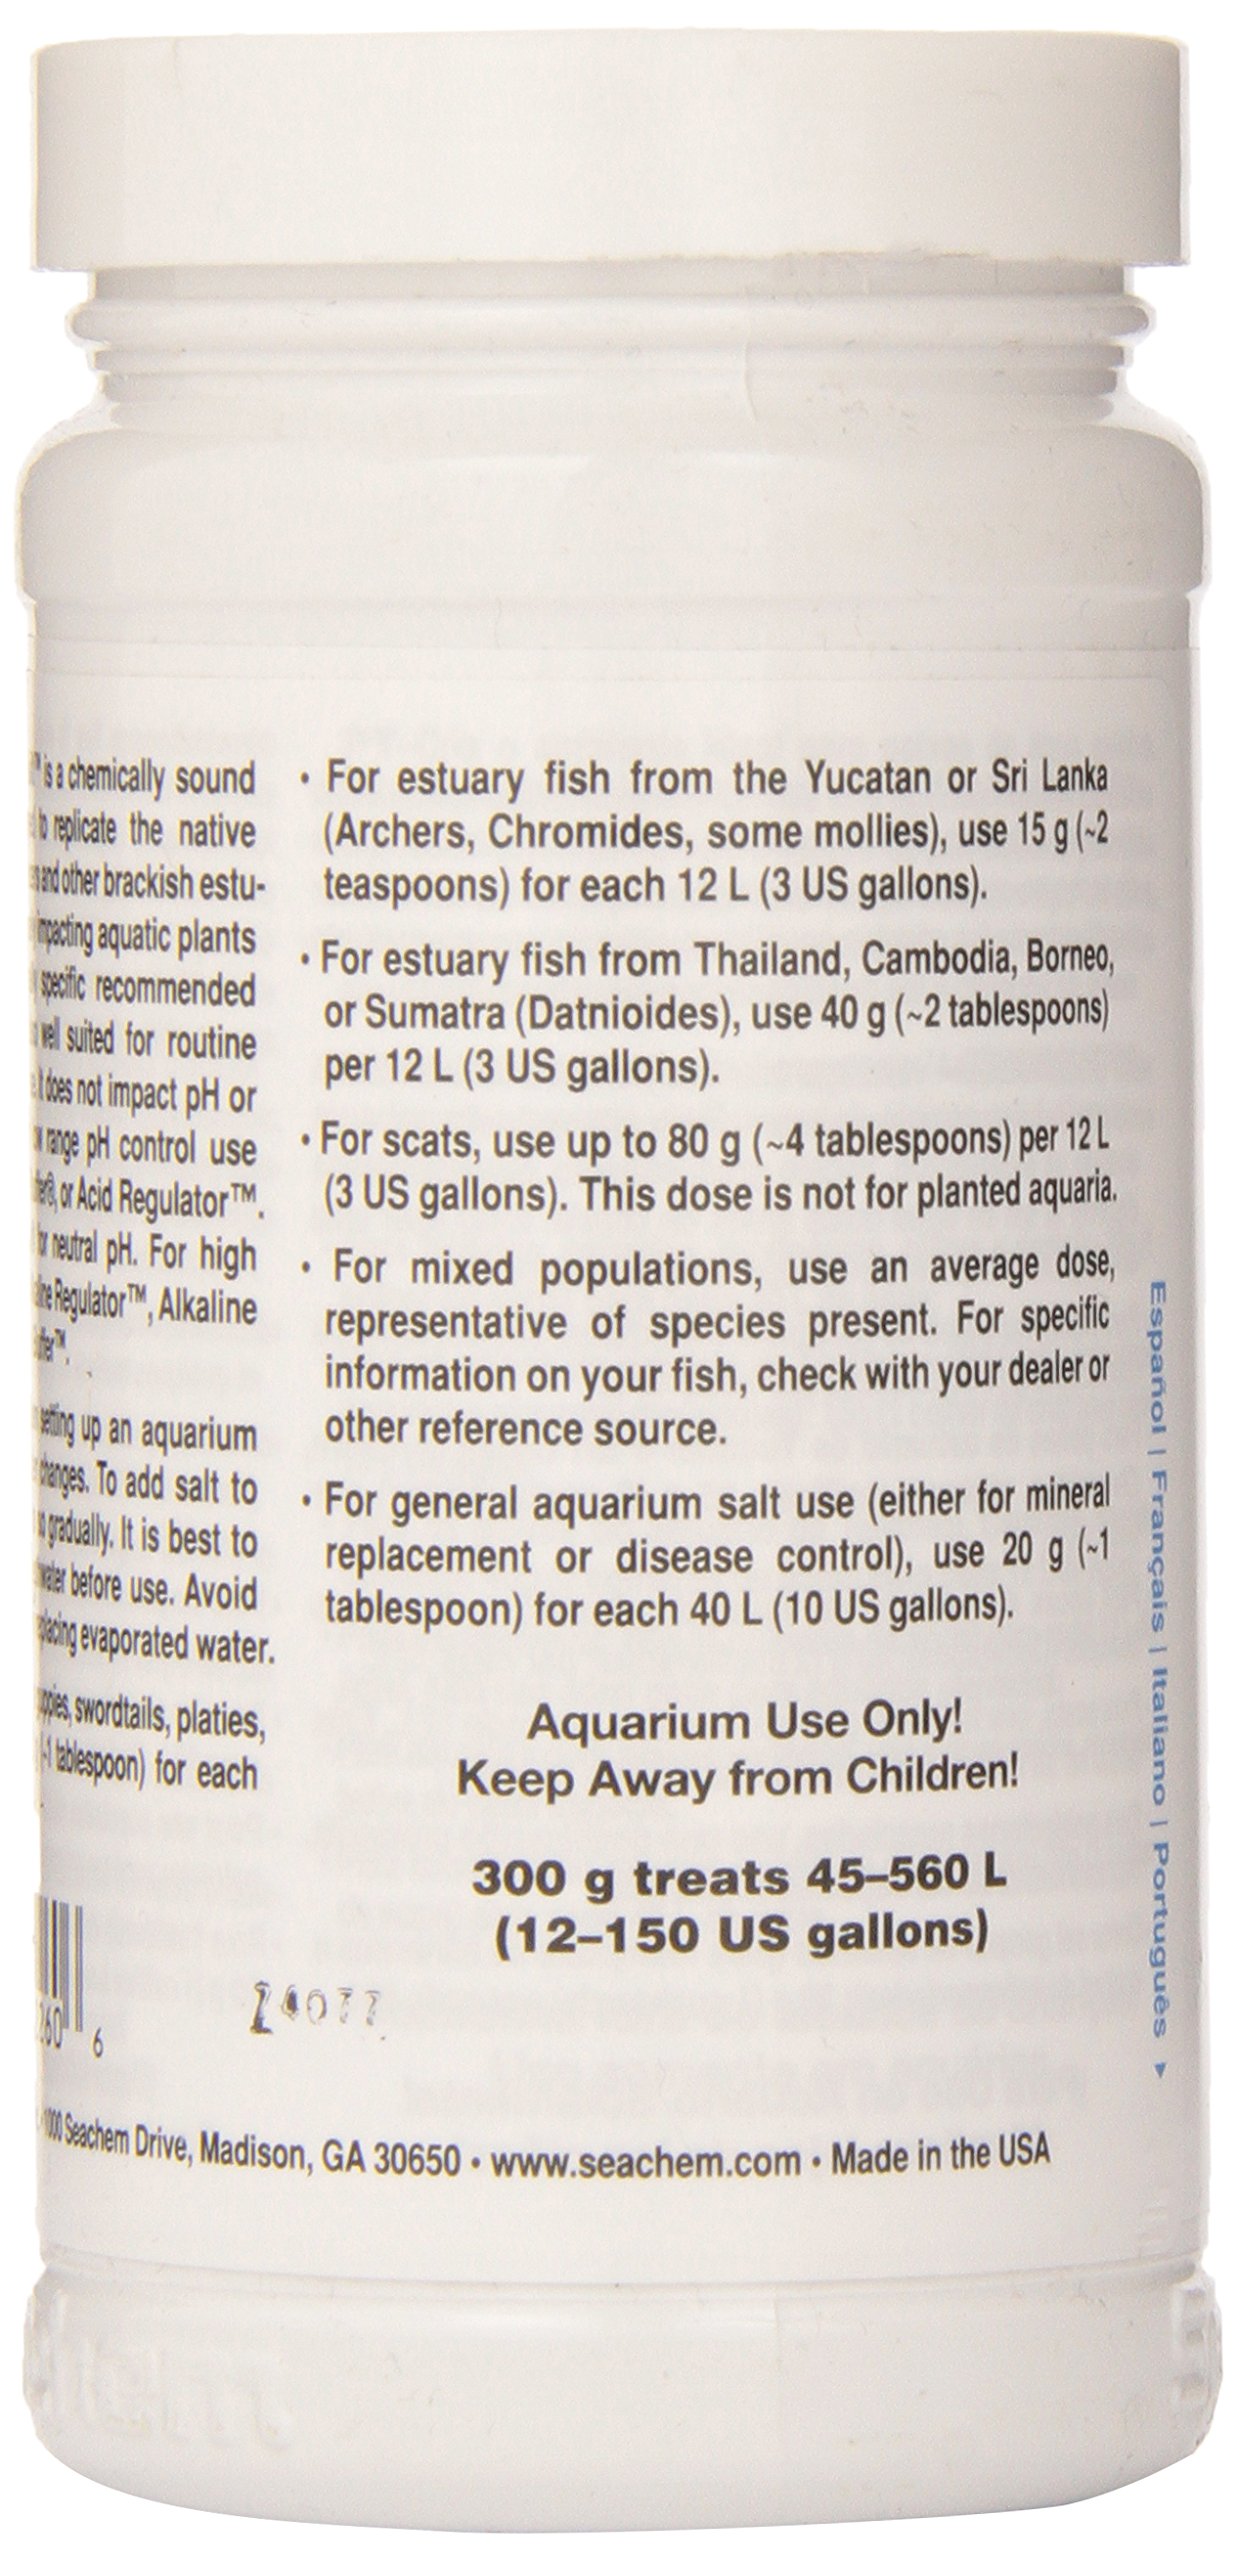 ™ is a chemically sound
to replicate the native
and other brackish estu-
impacting aquatic plants
specific recommended
well suited for routine
It does not impact pH or
range pH control use
or Acid Regulator™.
neutral pH. For high
Regulator™, Alkaline
setting up an aquarium
changes. To add salt to
gradually. It is best to
water before use. Avoid
evaporated water.
swordtails, platies,
(~1 tablespoon) for each
• For estuary fish from the Yucatan or Sri Lanka
(Archers, Chromides, some mollies), use 15 g (~2
teaspoons) for each 12 L (3 US gallons).
• For estuary fish from Thailand, Cambodia, Borneo,
or Sumatra (Datnioides), use 40 g (~2 tablespoons)
per 12 L (3 US gallons).
• For scats, use up to 80 g (~4 tablespoons) per 12 L
(3 US gallons). This dose is not for planted aquaria.
• For mixed populations, use an average dose,
representative of species present. For specific
information on your fish, check with your dealer or
other reference source.
• For general aquarium salt use (either for mineral
replacement or disease control), use 20 g (~1
tablespoon) for each 40 L (10 US gallons).
Aquarium Use Only!
Keep Away from Children!
300 g treats 45–560 L
(12–150 US gallons)
60 6
1000 Seachem Drive, Madison, GA 30650 • www.seachem.com • Made in the USA
Español | Français | Italiano | Português